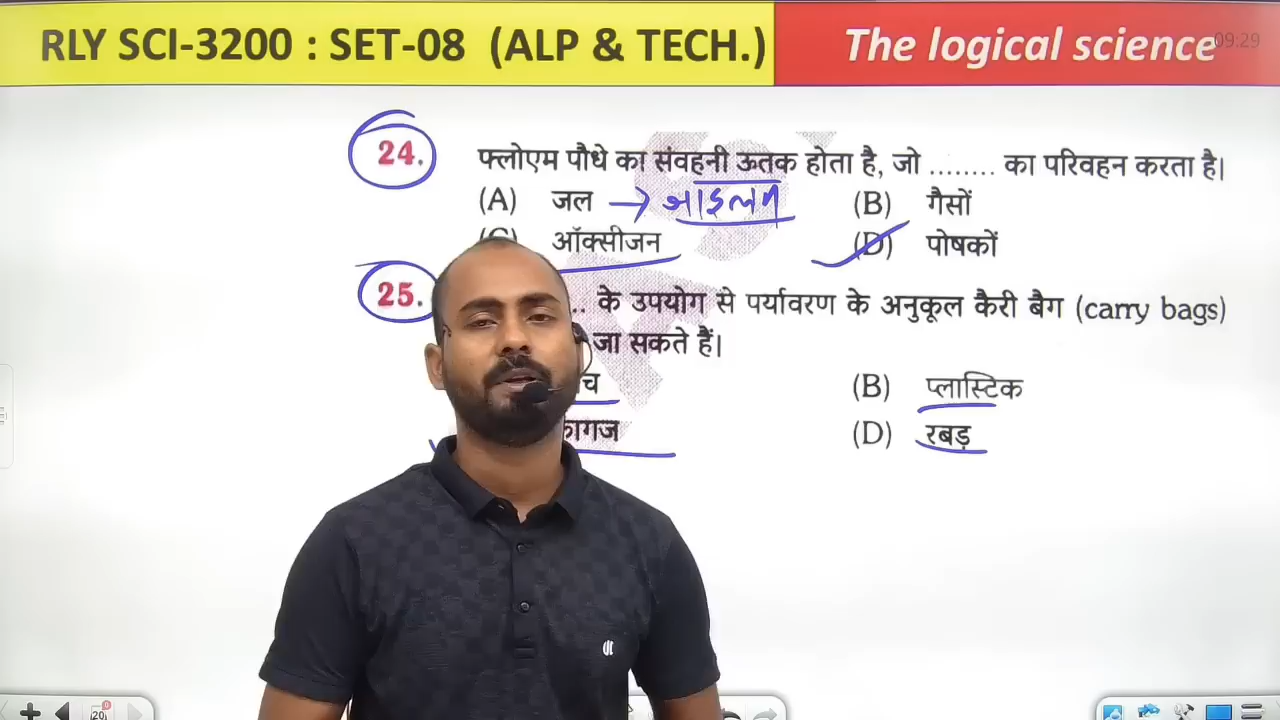 RLY SCI-3200 : SET-08 (ALP & TECH.)
The logical science
09:29
24. फ्लोएम पौधे का संवहनी ऊतक होता है, जो ........ का परिवहन करता है।
(A) जल → जाइलम (B) गैसों
(C) ऑक्सीजन (D) पोषकों
25. .. के उपयोग से पर्यावरण के अनुकूल कैरी बैग (carry bags)
जा सकते हैं।
(B) प्लास्टिक
कागज (D) रबड़
20